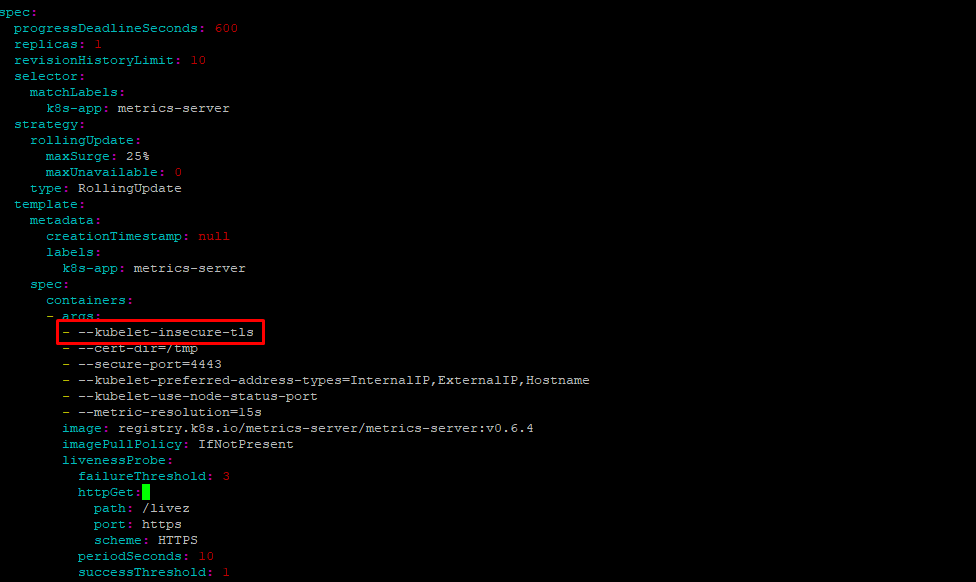 spec:
  progressDeadlineSeconds: 600
  replicas: 1
  revisionHistoryLimit: 10
  selector:
    matchLabels:
      k8s-app: metrics-server
  strategy:
    rollingUpdate:
      maxSurge: 25%
      maxUnavailable: 0
    type: RollingUpdate
  template:
    metadata:
      creationTimestamp: null
      labels:
        k8s-app: metrics-server
    spec:
      containers:
      - args:
        - --kubelet-insecure-tls
        - --cert-dir=/tmp
        - --secure-port=4443
        - --kubelet-preferred-address-types=InternalIP,ExternalIP,Hostname
        - --kubelet-use-node-status-port
        - --metric-resolution=15s
        image: registry.k8s.io/metrics-server/metrics-server:v0.6.4
        imagePullPolicy: IfNotPresent
        livenessProbe:
          failureThreshold: 3
          httpGet:
            path: /livez
            port: https
            scheme: HTTPS
          periodSeconds: 10
          successThreshold: 1